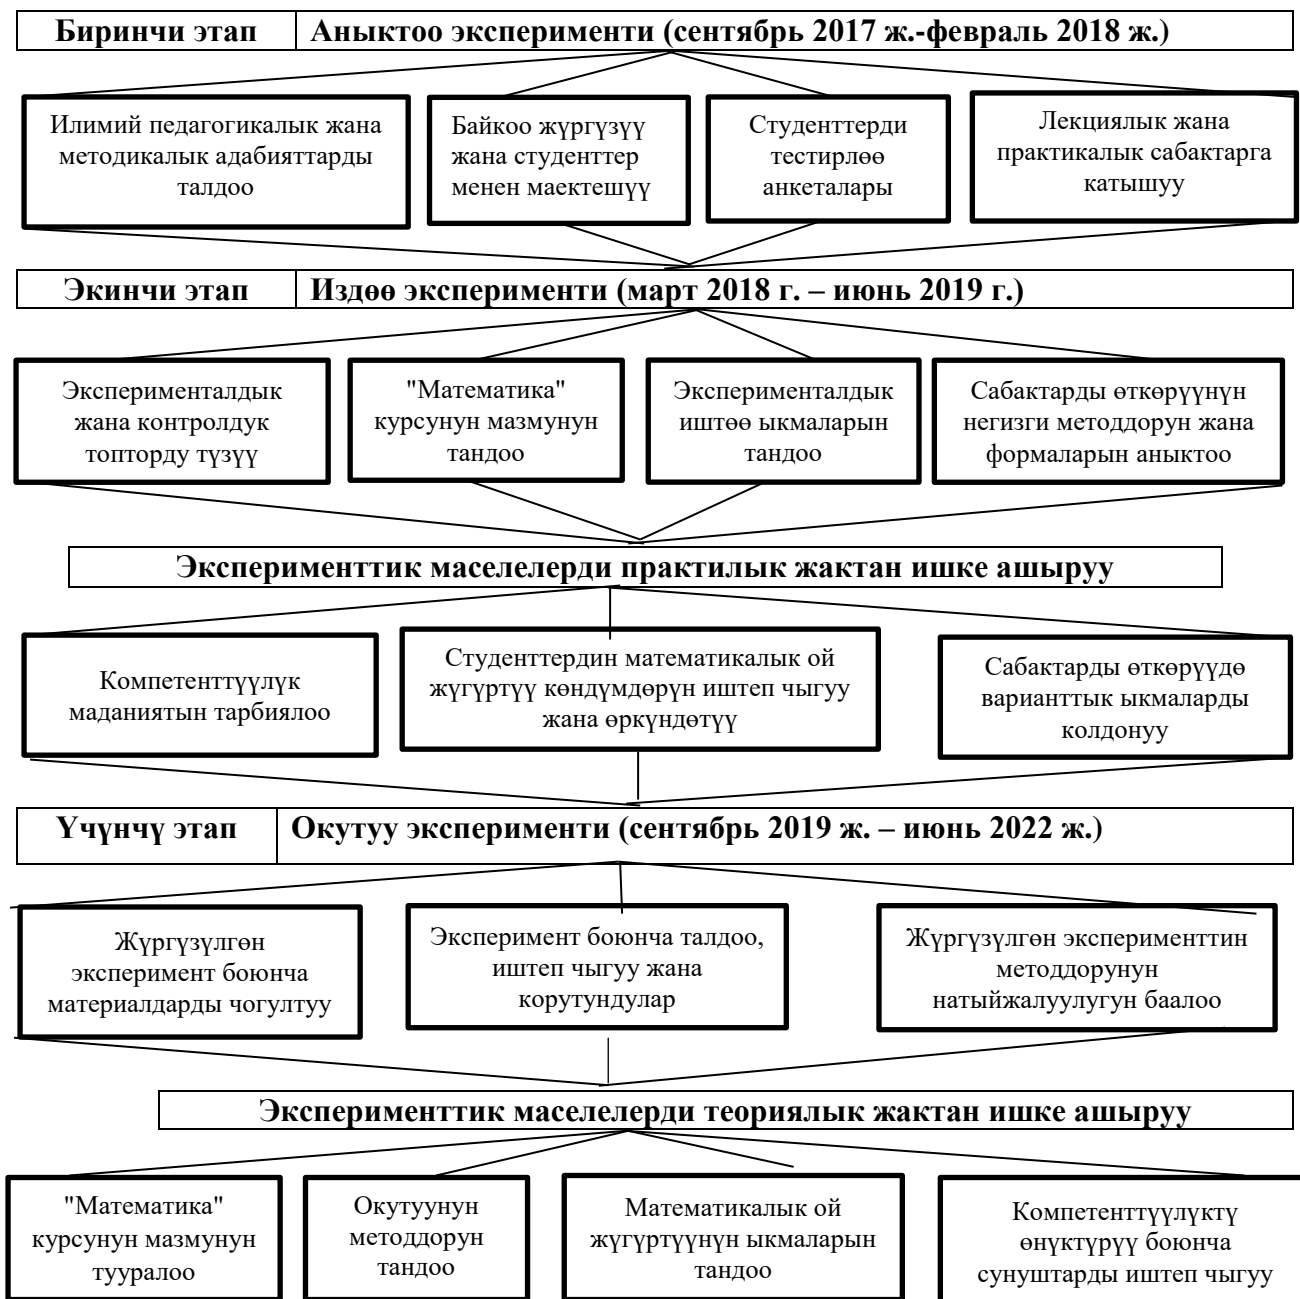 Биринчи этап Аныктоо эксперименти (сентябрь 2017 ж.-февраль 2018 ж.)
Илимий педагогикалык жана
методикалык адабияттарды
талдоо
Байкоо жүргүзүү
жана студенттер
менен маектешүү
Студенттерди
тестирлөө
анкеталары
Лекциялык жана
практикалык сабактарга
катышуу
Экинчи этап Издөө эксперименти (март 2018 г. – июнь 2019 г.)
Эксперименталдык
жана контролдук
топторду түзүү
"Математика"
курсунун мазмунун
тандоо
Эксперименталдык
иштөө ыкмаларын
тандоо
Сабактарды өткөрүүнүн
негизги методдорун жана
формаларын аныктоо
Эксперименттик маселелерди практилык жактан ишке ашыруу
Компетенттүүлүк
маданиятын тарбиялоо
Студенттердин математикалык ой
жүгүртүү көндүмдөрүн иштеп чыгуу
жана өркүндөтүү
Сабактарды өткөрүүдө
варианттык ыкмаларды
колдонуу
Үчүнчү этап Окутуу эксперименти (сентябрь 2019 ж. – июнь 2022 ж.)
Жүргүзүлгөн
эксперимент боюнча
материалдарды чогултуу
Эксперимент боюнча талдоо,
иштеп чыгуу жана
корутундулар
Жүргүзүлгөн эксперименттин
методдорунун
натыйжалуулугун баалоо
Эксперименттик маселелерди теориялык жактан ишке ашыруу
"Математика"
курсунун мазмунун
тууралоо
Окутуунун
методдорун
тандоо
Математикалык ой
жүгүртүүнүн ыкмаларын
тандоо
Компетенттүүлүктү
өнүктүрүү боюнча
сунуштарды иштеп чыгуу